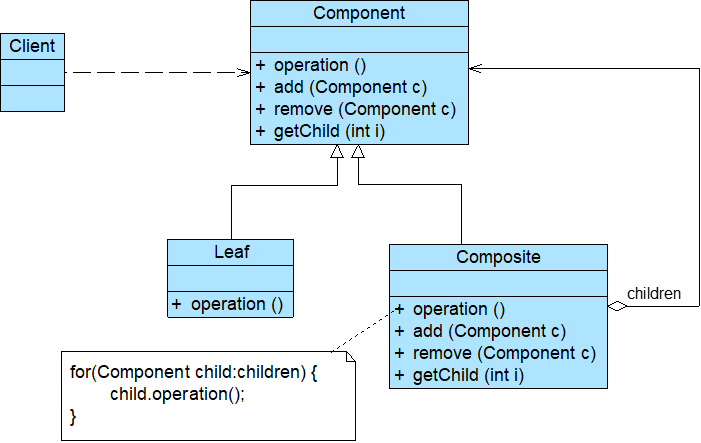 Component
Client
+ operation ()
+ add (Component c)
+ remove (Component c)
+ getChild (int i)
Leaf
+ operation ()
Composite
+ operation ()
+ add (Component c)
+ remove (Component c)
+ getChild (int i)
children
for(Component child:children) {
child.operation();
}